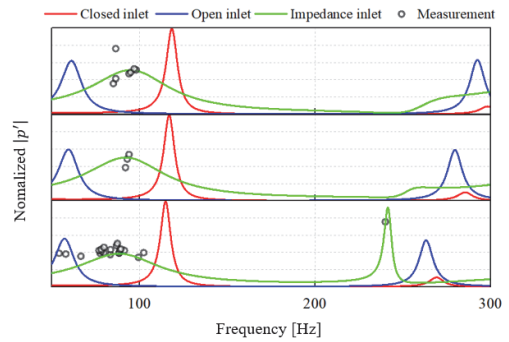 Closed inlet Open inlet Impedance inlet Measurement
Nomalized |p′|
100 200 300
Frequency [Hz]